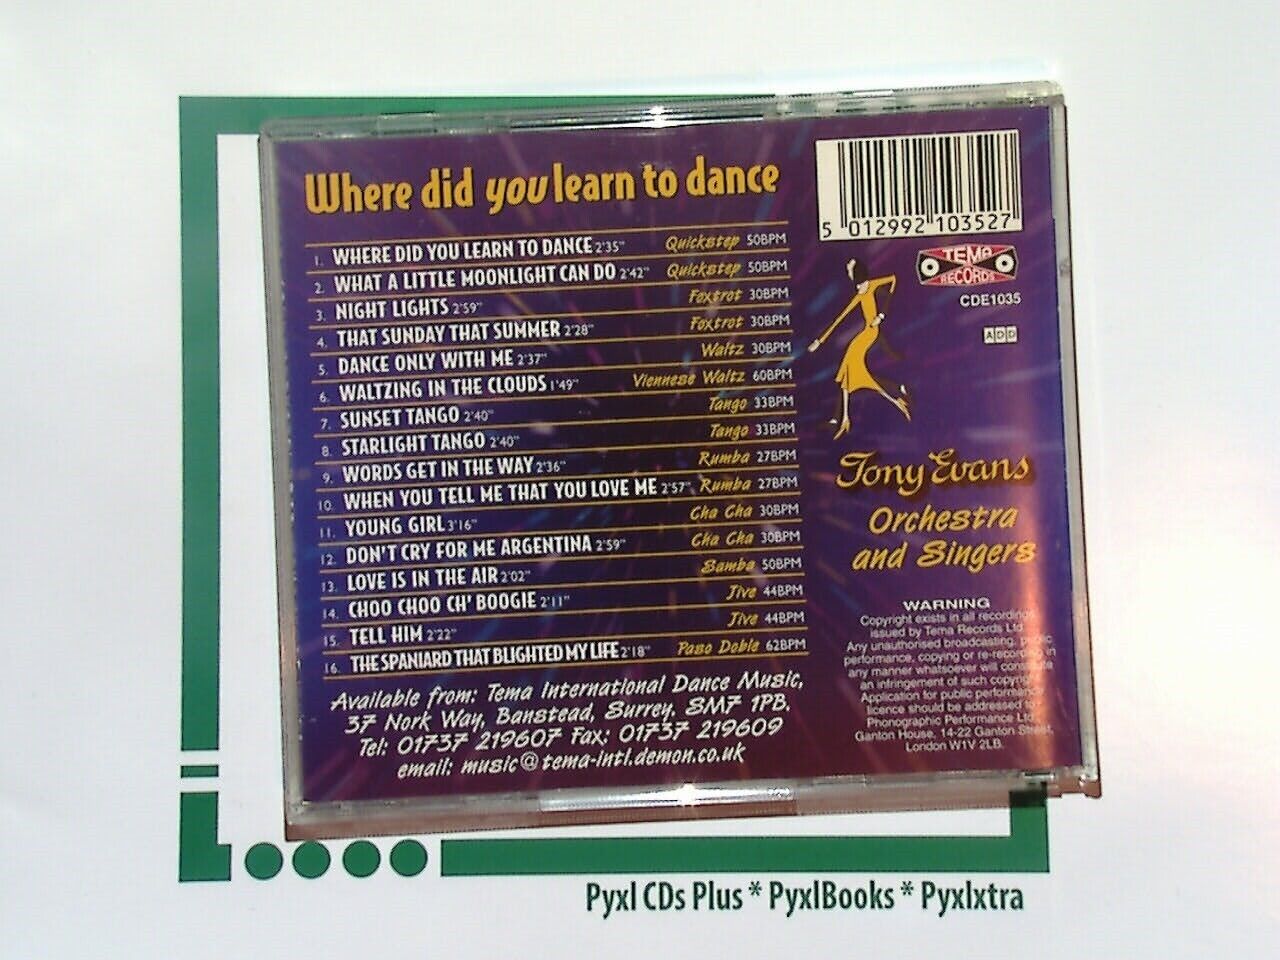 Where did you learn to dance
1. WHERE DID YOU LEARN TO DANCE 2'35" Quickstep 50BPM
2. WHAT A LITTLE MOONLIGHT CAN DO 2'42" Quickstep 50BPM
3. NIGHT LIGHTS 2'59" Foxtrot 30BPM
4. THAT SUNDAY THAT SUMMER 2'28" Foxtrot 30BPM
5. DANCE ONLY WITH ME 2'37" Waltz 30BPM
6. WALTZING IN THE CLOUDS 1'49" Viennese Waltz 60BPM
7. SUNSET TANGO 2'40" Tango 33BPM
8. STARLIGHT TANGO 2'40" Tango 33BPM
9. WORDS GET IN THE WAY 2'36" Rumba 27BPM
10. WHEN YOU TELL ME THAT YOU LOVE ME 2'57" Rumba 27BPM
11. YOUNG GIRL 3'16" Cha Cha 30BPM
12. DON'T CRY FOR ME ARGENTINA 2'59" Cha Cha 30BPM
13. LOVE IS IN THE AIR 2'02" Samba 50BPM
14. CHOO CHOO CH' BOOGIE 2'11" Jive 44BPM
15. TELL HIM 2'22" Jive 44BPM
16. THE SPANIARD THAT BLIGHTED MY LIFE 2'18" Paso Doble 62BPM
Available from: Tema International Dance Music,
37 Nork Way, Banstead, Surrey, SM7 1PB.
Tel: 01737 219607 Fax: 01737 219609
email: music@tema-intl.demon.co.uk
5 012992 103527
TEMA
RECORDS
CDE1035
ADD
Tony Evans
Orchestra
and Singers
WARNING
Copyright exists in all recordings
issued by Tema Records Ltd.
Any unauthorised broadcasting, public
performance, copying or re-recording in
any manner whatsoever will constitute
an infringement of such copyright.
Application for public performance
licence should be addressed to
Phonographic Performance Ltd.
Ganton House, 14-22 Ganton Street,
London W1V 2LB.
Pyxl CDs Plus * PyxlBooks * Pyxlxtra